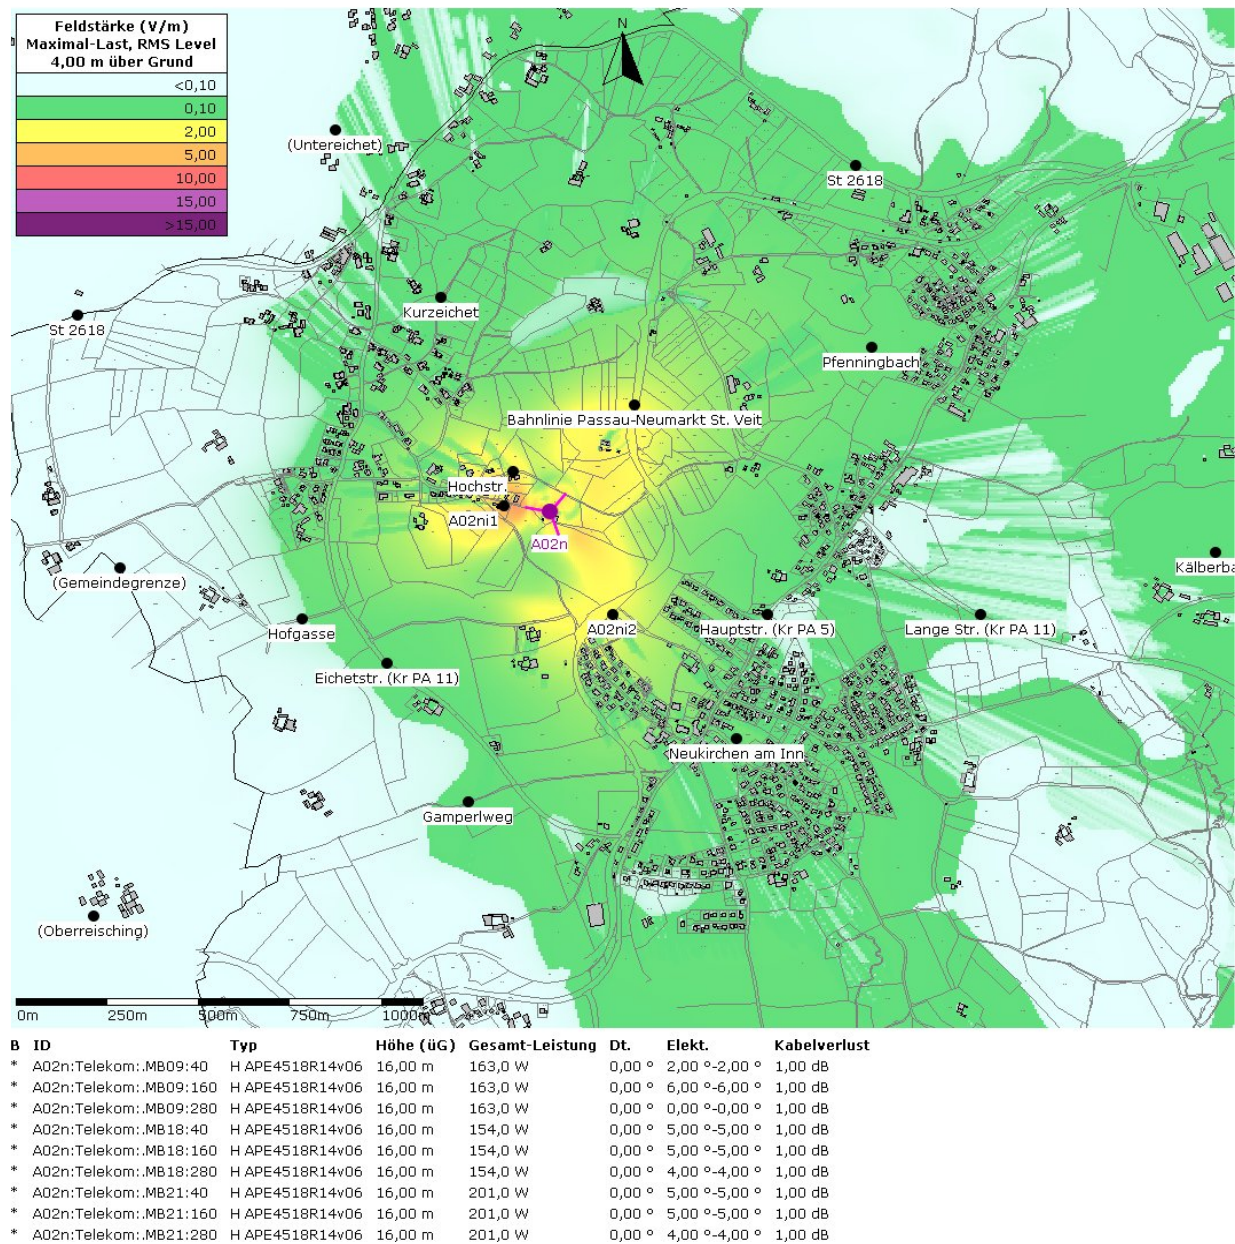 Feldstärke (V/m)
Maximal-Last, RMS Level
4,00 m über Grund
<0,10
0,10
2,00
5,00
10,00
15,00
>15,00
N
(Untereichet)
St 2618
Kurzeichet
St 2618
Pfenningbach
Bahnlinie Passau-Neumarkt St. Veit
Hochstr.
A02ni1
A02n
(Gemeindegrenze)
Kälberba
Hofgasse
A02ni2
Hauptstr. (Kr PA 5)
Lange Str. (Kr PA 11)
Eichetstr. (Kr PA 11)
Neukirchen am Inn
Gamperlweg
(Oberreisching)
0m 250m 500m 750m 1000m
B ID Typ Höhe (üG) Gesamt-Leistung Dt. Elekt. Kabelverlust
* A02n:Telekom:.MB09:40 H APE4518R14v06 16,00 m 163,0 W 0,00 ° 2,00 °-2,00 ° 1,00 dB
* A02n:Telekom:.MB09:160 H APE4518R14v06 16,00 m 163,0 W 0,00 ° 6,00 °-6,00 ° 1,00 dB
* A02n:Telekom:.MB09:280 H APE4518R14v06 16,00 m 163,0 W 0,00 ° 0,00 °-0,00 ° 1,00 dB
* A02n:Telekom:.MB18:40 H APE4518R14v06 16,00 m 154,0 W 0,00 ° 5,00 °-5,00 ° 1,00 dB
* A02n:Telekom:.MB18:160 H APE4518R14v06 16,00 m 154,0 W 0,00 ° 5,00 °-5,00 ° 1,00 dB
* A02n:Telekom:.MB18:280 H APE4518R14v06 16,00 m 154,0 W 0,00 ° 4,00 °-4,00 ° 1,00 dB
* A02n:Telekom:.MB21:40 H APE4518R14v06 16,00 m 201,0 W 0,00 ° 5,00 °-5,00 ° 1,00 dB
* A02n:Telekom:.MB21:160 H APE4518R14v06 16,00 m 201,0 W 0,00 ° 5,00 °-5,00 ° 1,00 dB
* A02n:Telekom:.MB21:280 H APE4518R14v06 16,00 m 201,0 W 0,00 ° 4,00 °-4,00 ° 1,00 dB